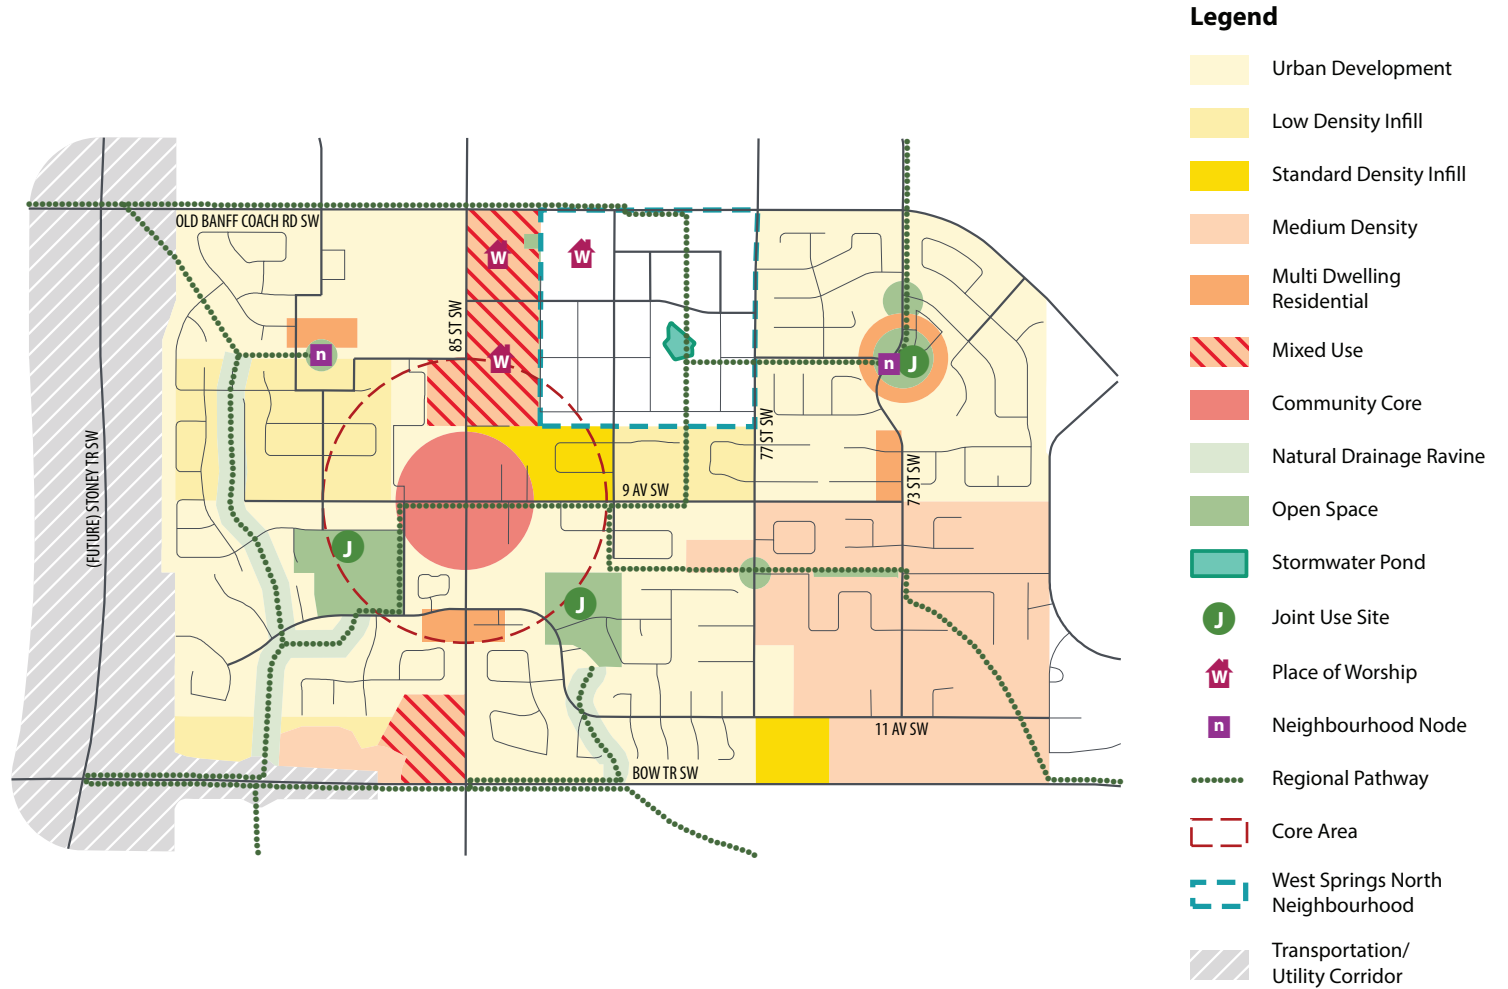 Legend
Urban Development
Low Density Infill
Standard Density Infill
Medium Density
Multi Dwelling
Residential
Mixed Use
Community Core
Natural Drainage Ravine
Open Space
Stormwater Pond
J
Joint Use Site
W
Place of Worship
n
Neighbourhood Node
Regional Pathway
Core Area
West Springs North
Neighbourhood
Transportation/
Utility Corridor
OLD BANFF COACH RD SW
W
W
85 ST SW
n
W
n
J
77 ST SW
(FUTURE) STONEY TR SW
9 AV SW
73 ST SW
J
J
11 AV SW
BOW TR SW